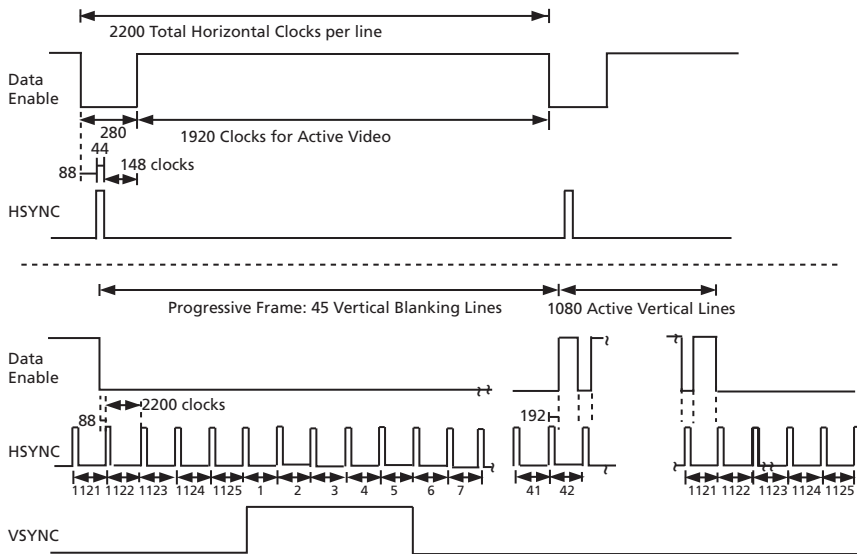 2200 Total Horizontal Clocks per line
Data
Enable
280
1920 Clocks for Active Video
44
88
148 clocks
HSYNC
Progressive Frame: 45 Vertical Blanking Lines
1080 Active Vertical Lines
Data
Enable
88
2200 clocks
192
HSYNC
1121 1122 1123 1124 1125 1 2 3 4 5 6 7 41 42 1121 1122 1123 1124 1125
VSYNC